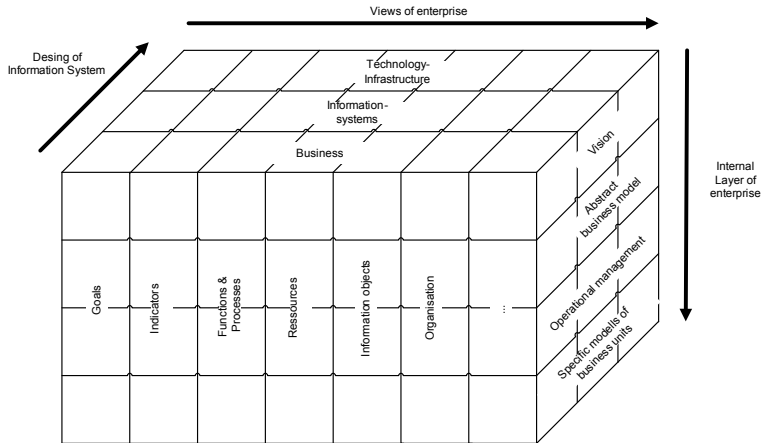 Views of enterprise
Desing of
Information System
Technology-
Infrastructure
Information-
systems
Business
Vision
Abstract
business model
Operational management
Specific modells of
business units
Internal
Layer of
enterprise
Goals
Indicators
Functions &
Processes
Ressources
Information objects
Organisation
...